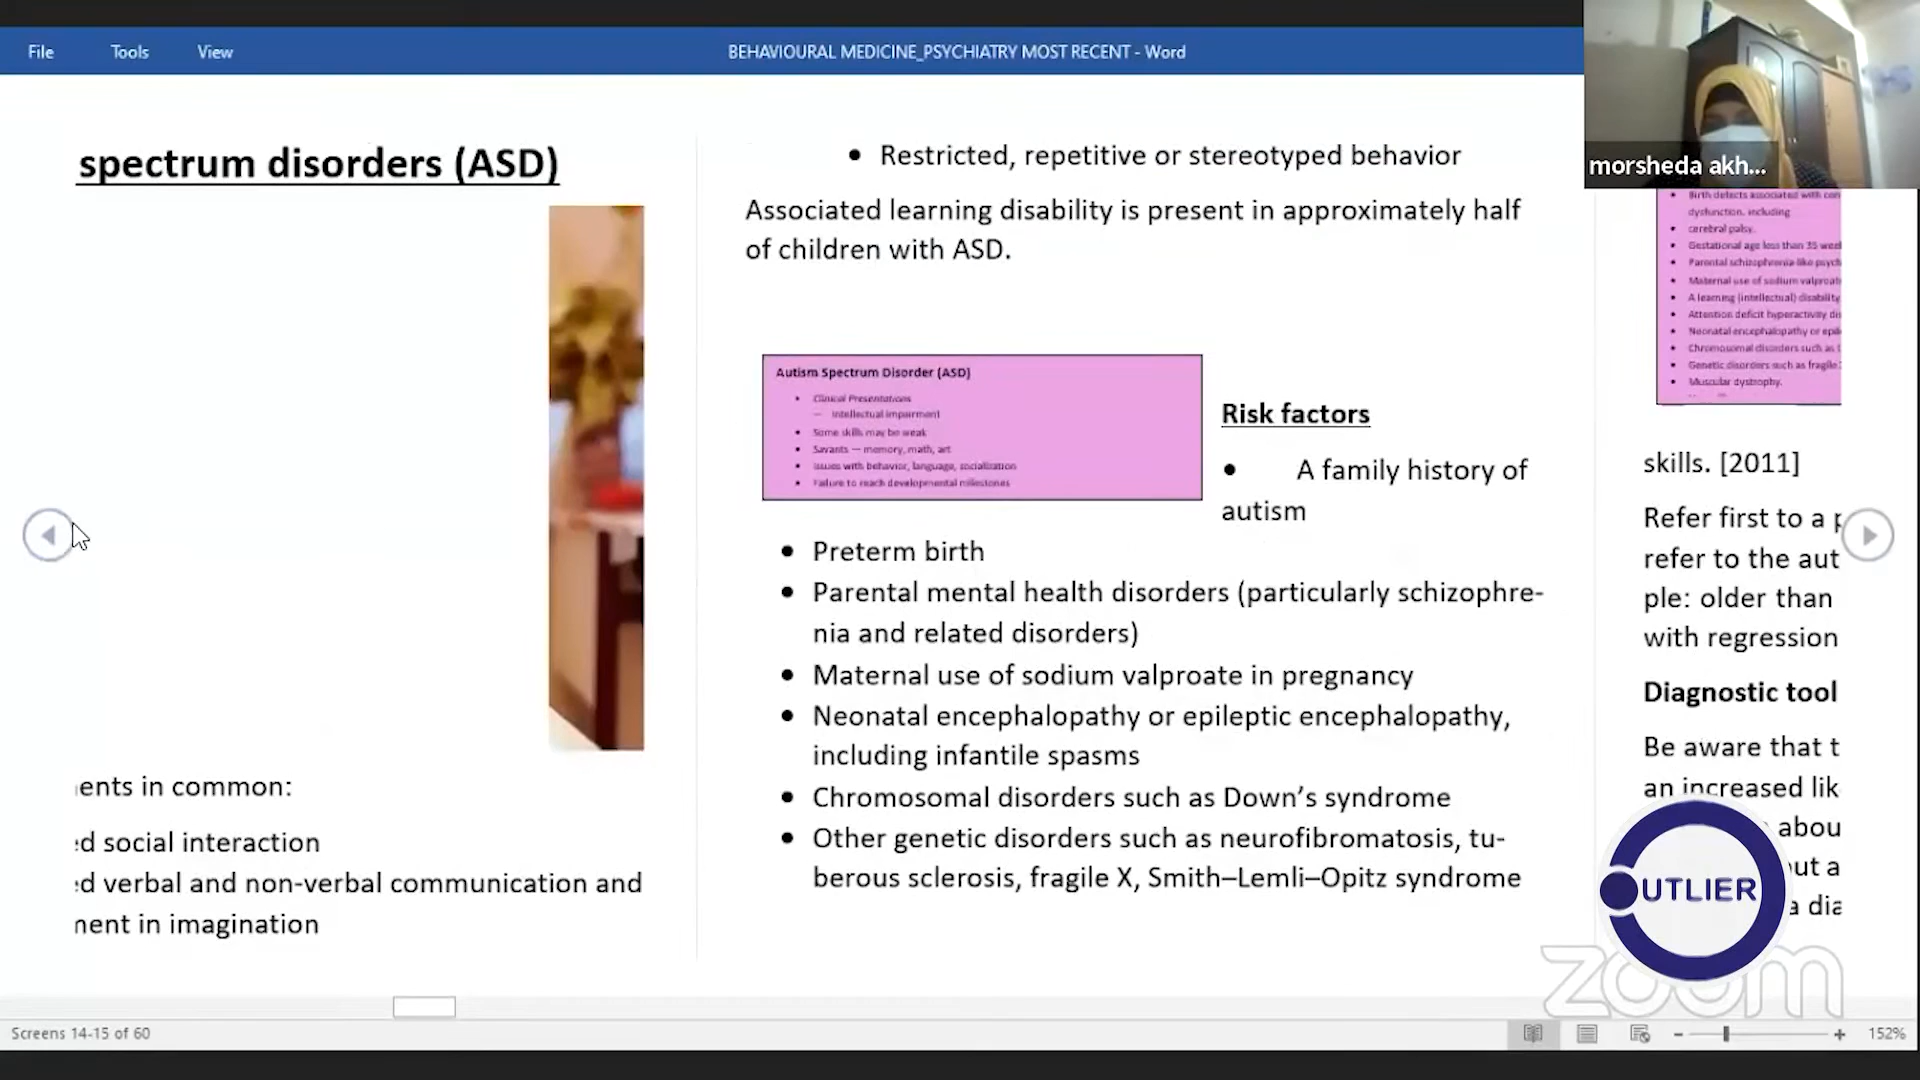 File Tools View BEHAVIOURAL MEDICINE_PSYCHIATRY MOST RECENT - Word
morsheda akh...
spectrum disorders (ASD)
ents in common:
ed social interaction
ed verbal and non-verbal communication and
ment in imagination
• Restricted, repetitive or stereotyped behavior
Associated learning disability is present in approximately half
of children with ASD.
Autism Spectrum Disorder (ASD)
• Clinical Presentations
— Intellectual impairment
• Some skills may be weak
• Savants — memory, math, art
• Issues with behavior, language, socialization
• Failure to reach developmental milestones
Risk factors
• A family history of
autism
• Preterm birth
• Parental mental health disorders (particularly schizophre-
nia and related disorders)
• Maternal use of sodium valproate in pregnancy
• Neonatal encephalopathy or epileptic encephalopathy,
including infantile spasms
• Chromosomal disorders such as Down’s syndrome
• Other genetic disorders such as neurofibromatosis, tu-
berous sclerosis, fragile X, Smith–Lemli–Opitz syndrome
• Birth defects associated with
dysfunction, including
• cerebral palsy.
• Gestational age less than 35
• Parental schizophrenia-like
• Maternal use of sodium
• A learning (intellectual) disability
• Attention deficit hyperactivity
• Neonatal encephalopathy or
• Chromosomal disorders such as
• Genetic disorders such as fragile
• Muscular dystrophy.
skills. [2011]
Refer first to a
refer to the aut
ple: older than
with regression
Diagnostic tool
Be aware that t
an increased lik
abou
ut a
a dia
OUTLIER
zoom
Screens 14-15 of 60
152%